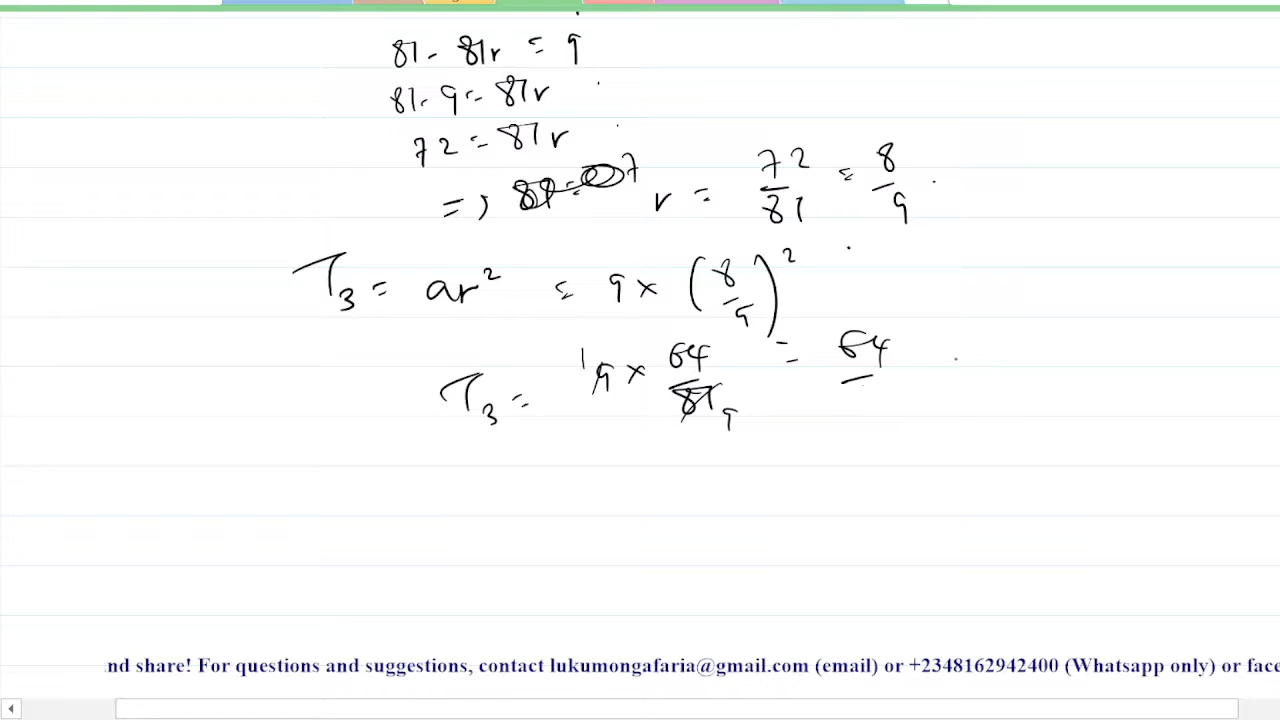 81 - 81r = 9
81 - 9 = 81r
72 = 81r
=> r = 72/81 = 8/9
T₃ = ar² = 9 × (8/9)²
T₃ = ¹9 × 64/81₉ = 64
nd share! For questions and suggestions, contact lukumongafaria@gmail.com (email) or +2348162942400 (Whatsapp only) or face